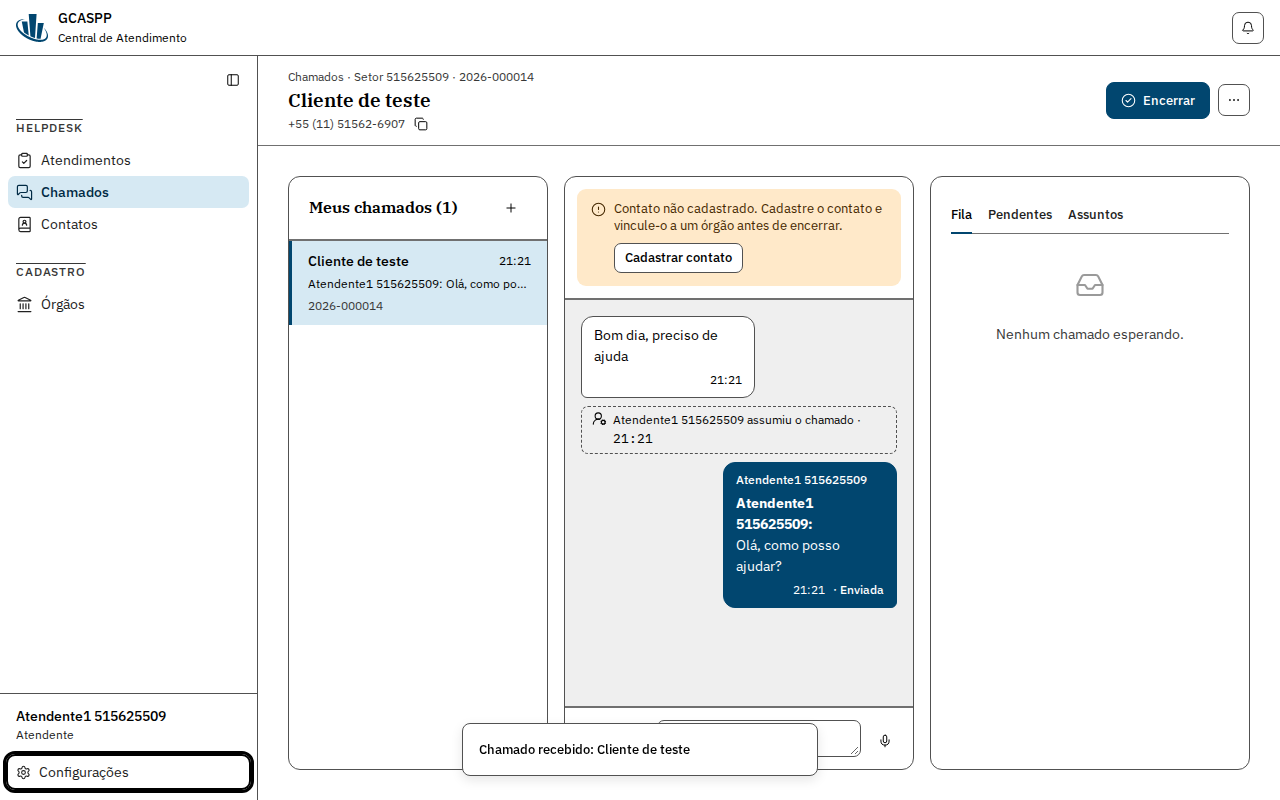 GCASPP
Central de Atendimento
HELPDESK
Atendimentos
Chamados
Contatos
CADASTRO
Órgãos
Atendente1 515625509
Atendente
Configurações
Chamados · Setor 515625509 · 2026-000014
Cliente de teste
+55 (11) 51562-6907
Encerrar
Meus chamados (1)
Cliente de teste 21:21
Atendente1 515625509: Olá, como po...
2026-000014
Contato não cadastrado. Cadastre o contato e
vincule-o a um órgão antes de encerrar.
Cadastrar contato
Bom dia, preciso de
ajuda
21:21
Atendente1 515625509 assumiu o chamado ·
21:21
Atendente1 515625509
Atendente1
515625509:
Olá, como posso
ajudar?
21:21 · Enviada
Chamado recebido: Cliente de teste
Fila Pendentes Assuntos
Nenhum chamado esperando.